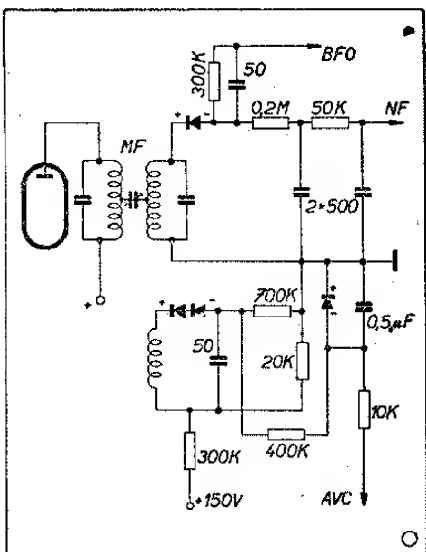 BFO
300K
50
0,2M
50K
NF
MF
2×500
+
-
+
+
-
700K
+
-
0,5µF
50
20K
10K
400K
300K
+150V
AVC